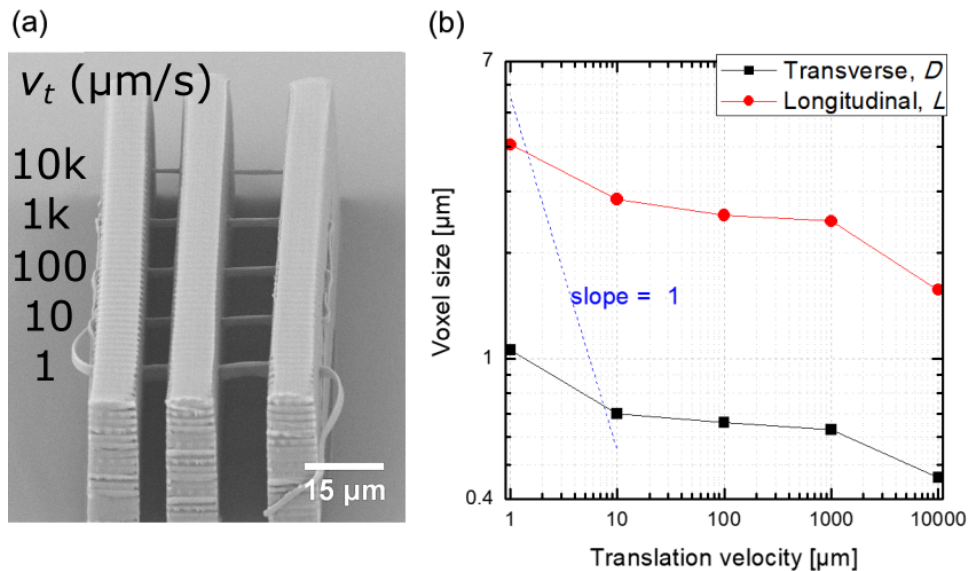 (a)
v_t (μm/s)
10k
1k
100
10
1
15 μm
(b)
7
1
0.4
Voxel size [μm]
Transverse, D
Longitudinal, L
slope = 1
1 10 100 1000 10000
Translation velocity [μm]